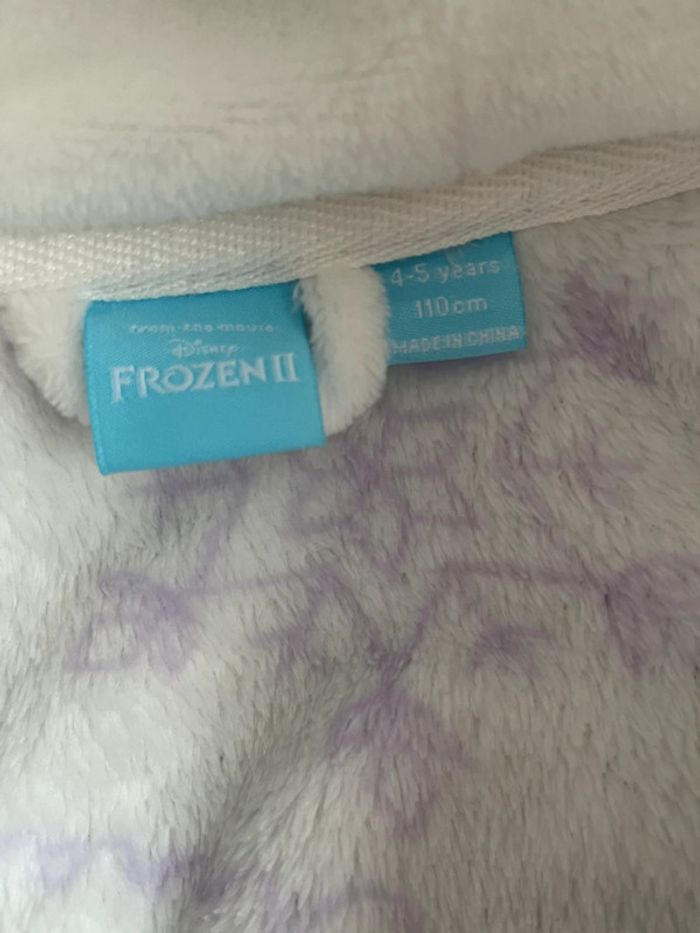 from the movie
Disney
FROZEN II
4-5 years
110cm
MADE IN CHINA